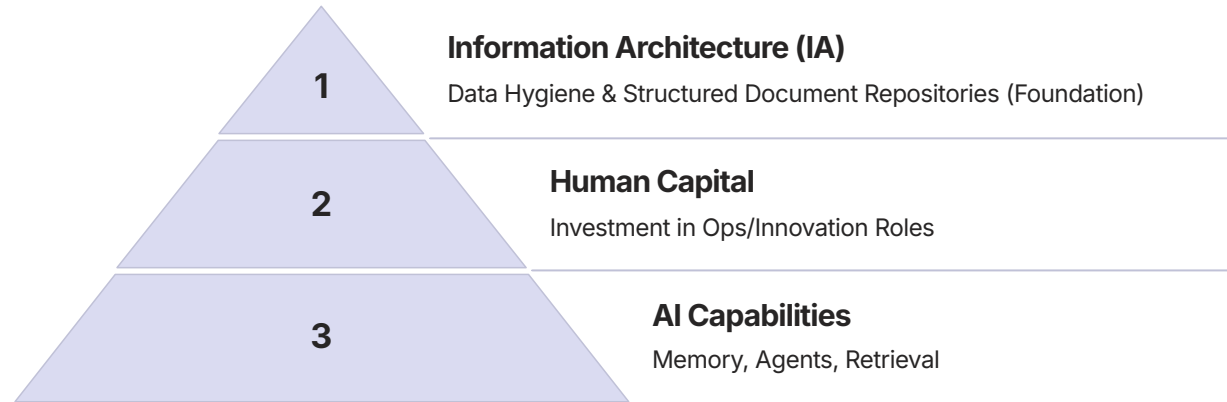 1
Information Architecture (IA)
Data Hygiene & Structured Document Repositories (Foundation)
2
Human Capital
Investment in Ops/Innovation Roles
3
AI Capabilities
Memory, Agents, Retrieval